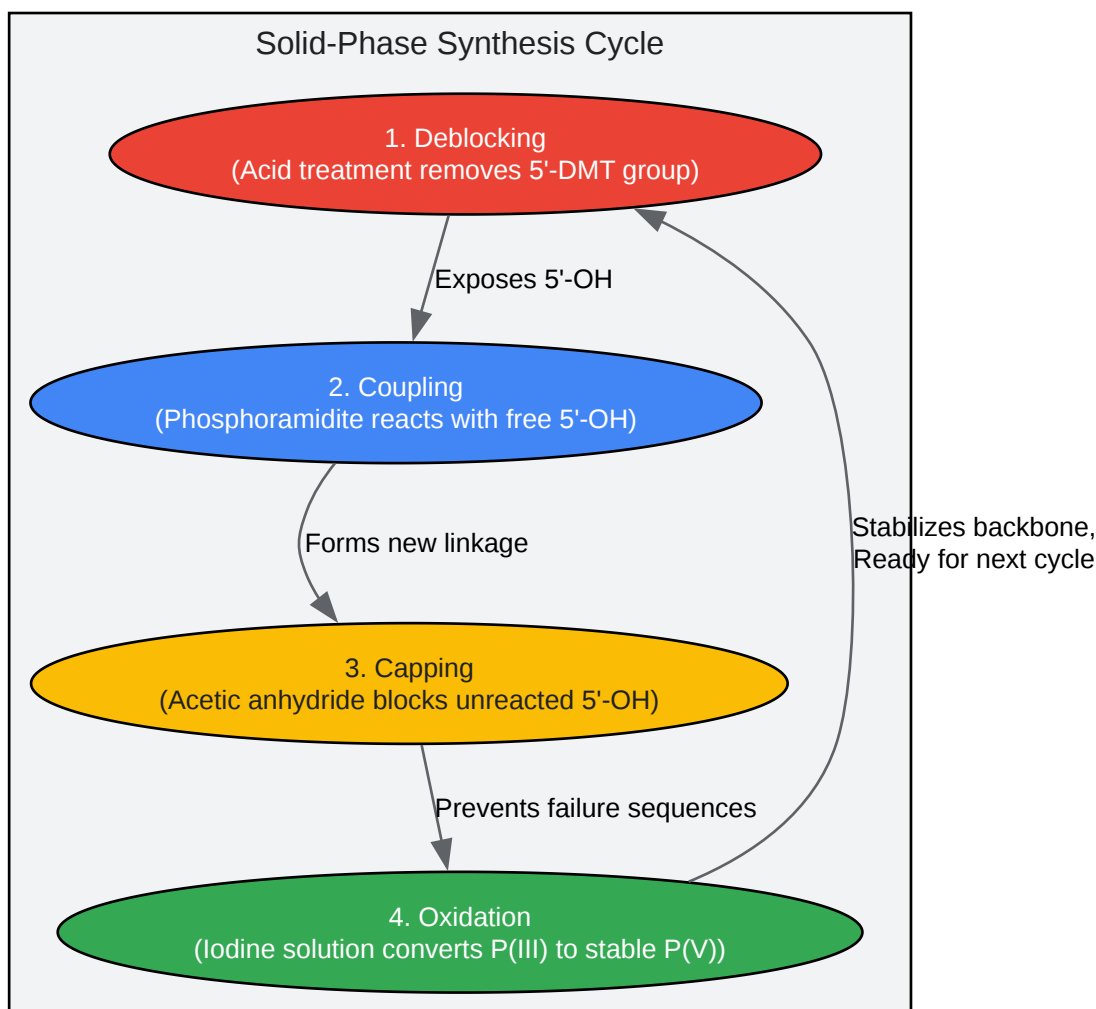 Solid-Phase Synthesis Cycle
1. Deblocking
(Acid treatment removes 5'-DMT group)
Exposes 5'-OH
2. Coupling
(Phosphoramidite reacts with free 5'-OH)
Forms new linkage
Stabilizes backbone,
Ready for next cycle
3. Capping
(Acetic anhydride blocks unreacted 5'-OH)
Prevents failure sequences
4. Oxidation
(Iodine solution converts P(III) to stable P(V))